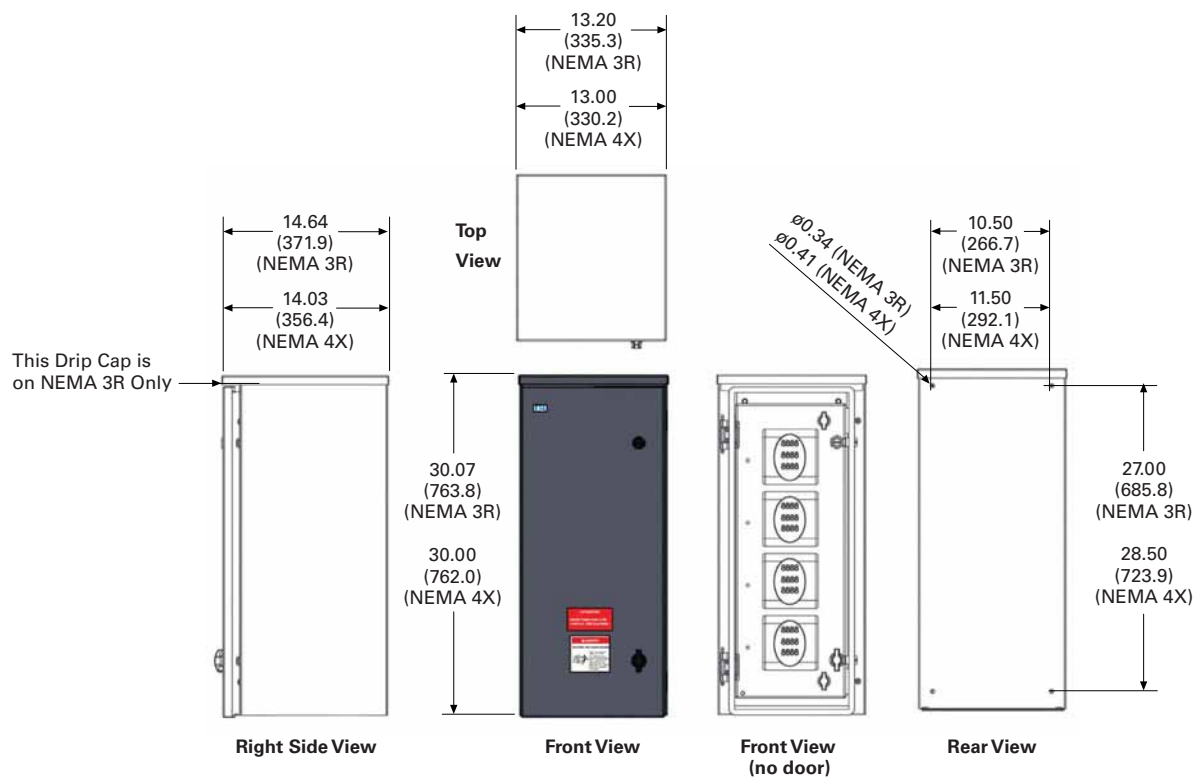 13.20
(335.3)
(NEMA 3R)
13.00
(330.2)
(NEMA 4X)
14.64
(371.9)
(NEMA 3R)
14.03
(356.4)
(NEMA 4X)
Top
View
ø0.34 (NEMA 3R)
ø0.41 (NEMA 4X)
10.50
(266.7)
(NEMA 3R)
11.50
(292.1)
(NEMA 4X)
This Drip Cap is
on NEMA 3R Only
30.07
(763.8)
(NEMA 3R)
30.00
(762.0)
(NEMA 4X)
27.00
(685.8)
(NEMA 3R)
28.50
(723.9)
(NEMA 4X)
Right Side View
Front View
Front View
(no door)
Rear View